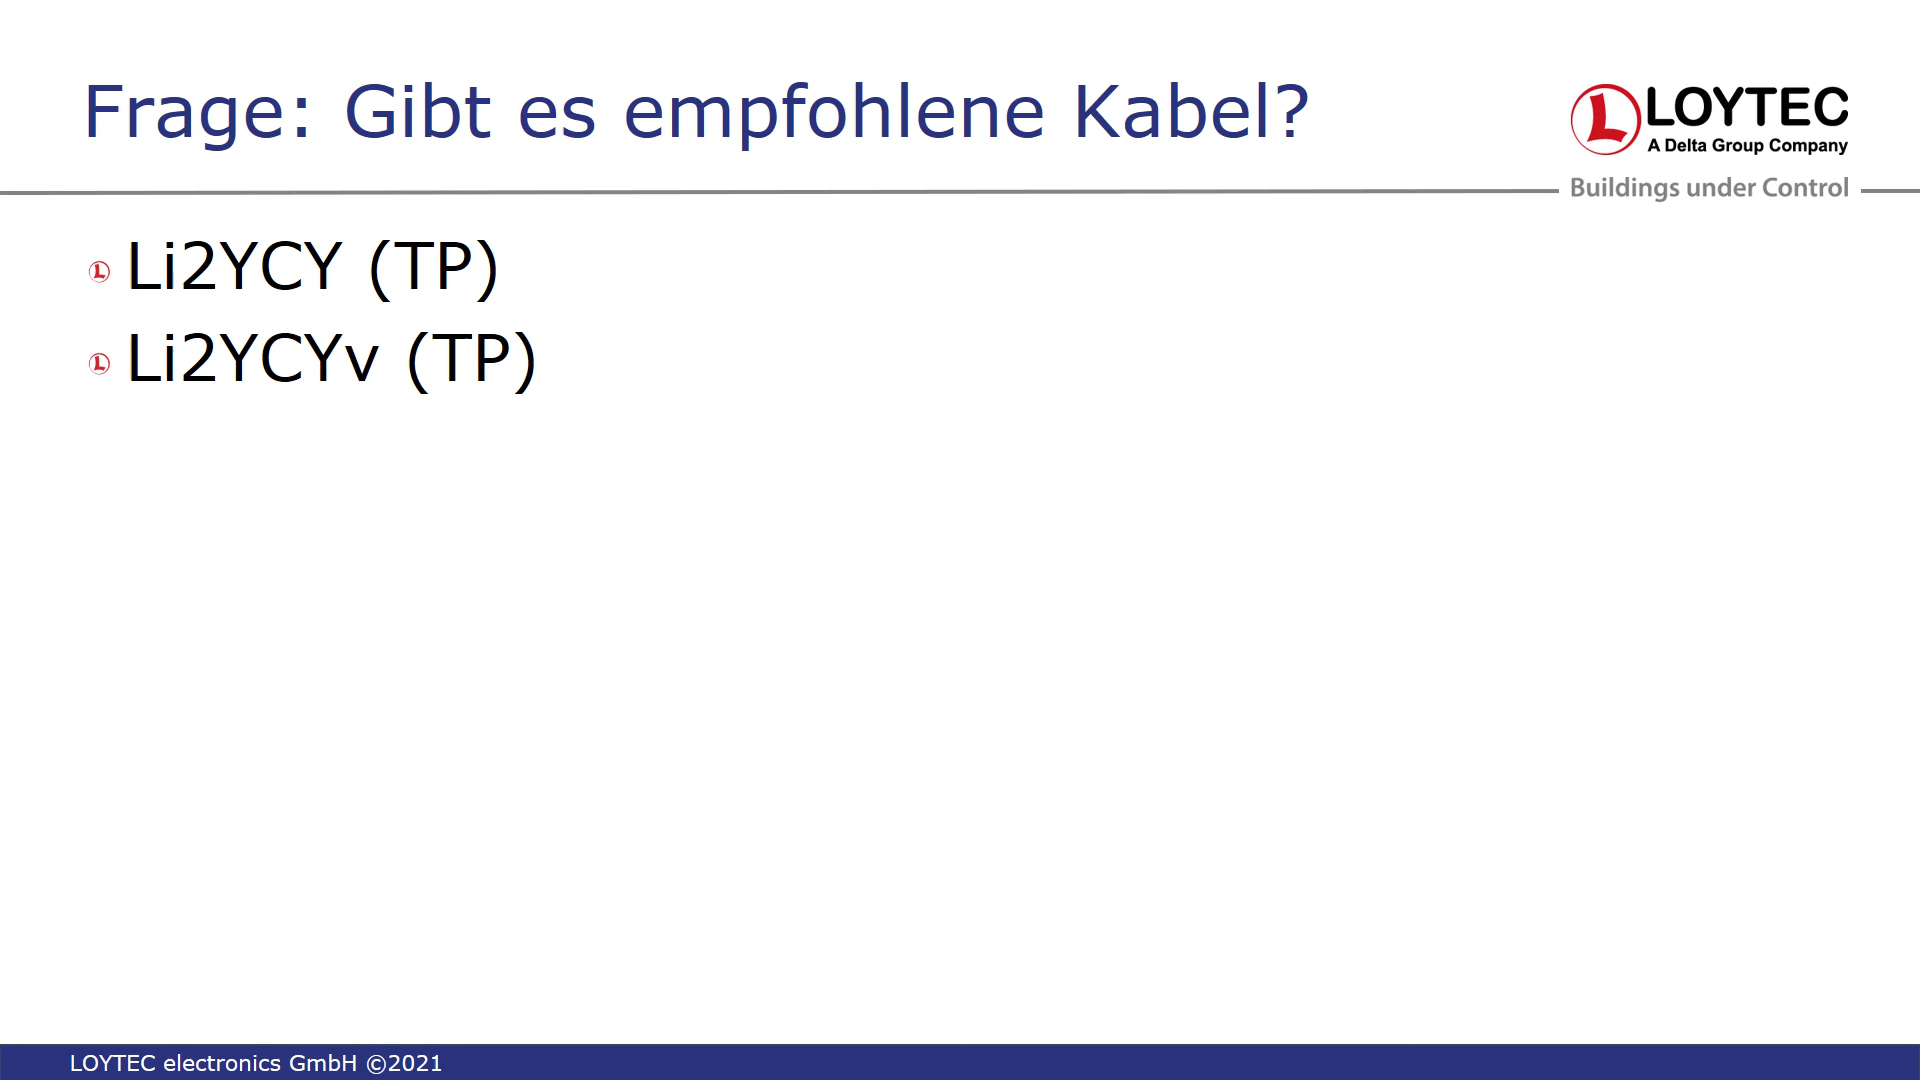 Frage: Gibt es empfohlene Kabel?
LOYTEC
A Delta Group Company
Buildings under Control
Li2YCY (TP)
Li2YCYv (TP)
LOYTEC electronics GmbH ©2021